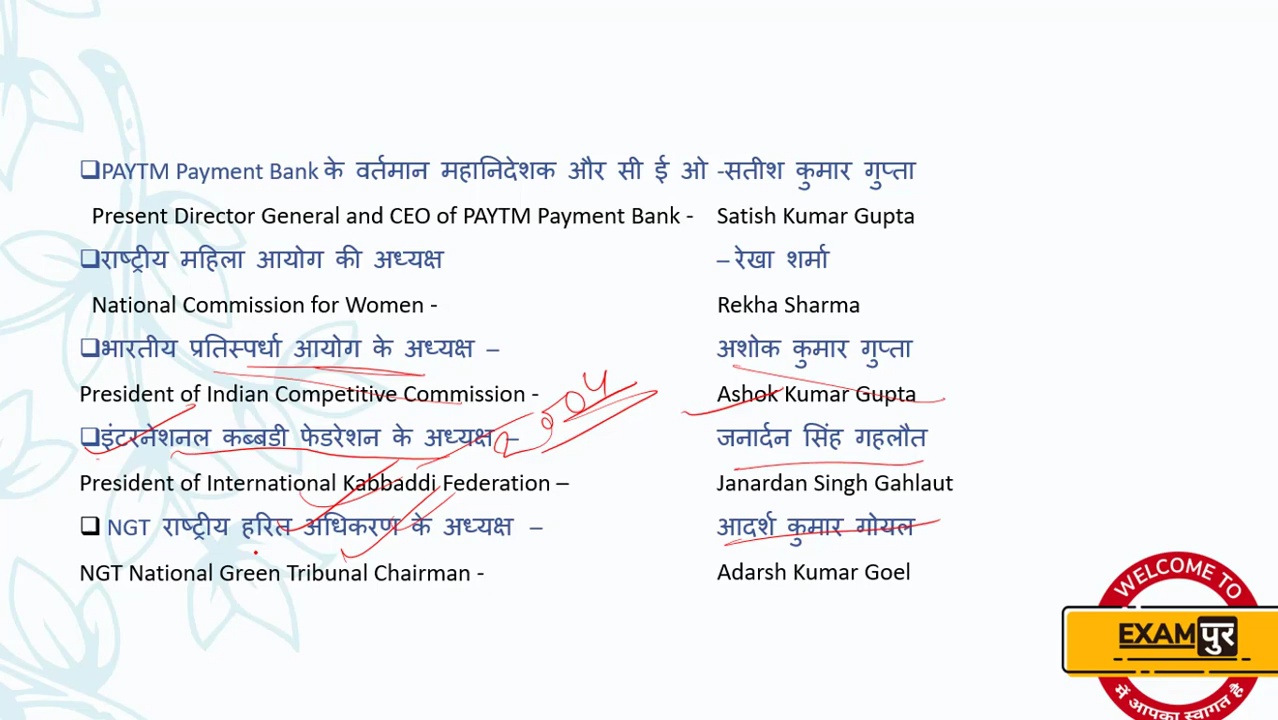 PAYTM Payment Bank के वर्तमान महानिदेशक और सी ई ओ -सतीश कुमार गुप्ता
Present Director General and CEO of PAYTM Payment Bank - Satish Kumar Gupta
राष्ट्रीय महिला आयोग की अध्यक्ष – रेखा शर्मा
National Commission for Women - Rekha Sharma
भारतीय प्रतिस्पर्धा आयोग के अध्यक्ष – अशोक कुमार गुप्ता
President of Indian Competitive Commission - Ashok Kumar Gupta
इंटरनेशनल कब्बडी फेडरेशन के अध्यक्ष – जनार्दन सिंह गहलौत
President of International Kabbaddi Federation – Janardan Singh Gahlaut
NGT राष्ट्रीय हरित अधिकरण के अध्यक्ष – आदर्श कुमार गोयल
NGT National Green Tribunal Chairman - Adarsh Kumar Goel
2004
WELCOME TO
EXAMपुर
में आपका स्वागत है